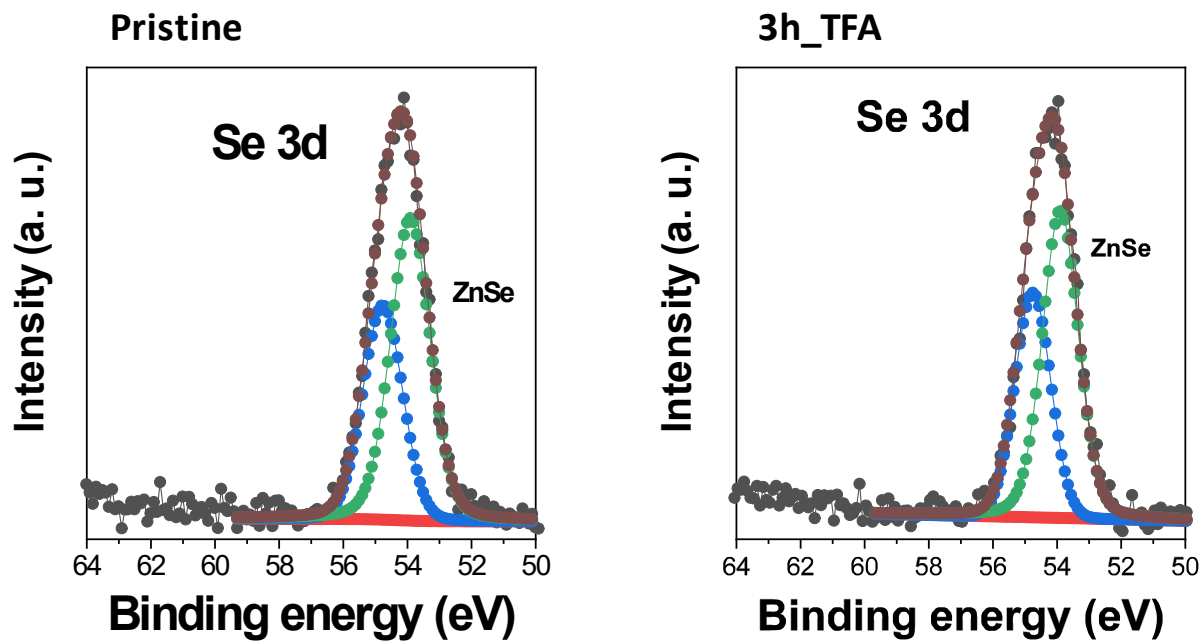 Pristine
3h_TFA
Se 3d
ZnSe
Intensity (a. u.)
64 62 60 58 56 54 52 50
Binding energy (eV)
Se 3d
ZnSe
Intensity (a. u.)
64 62 60 58 56 54 52 50
Binding energy (eV)